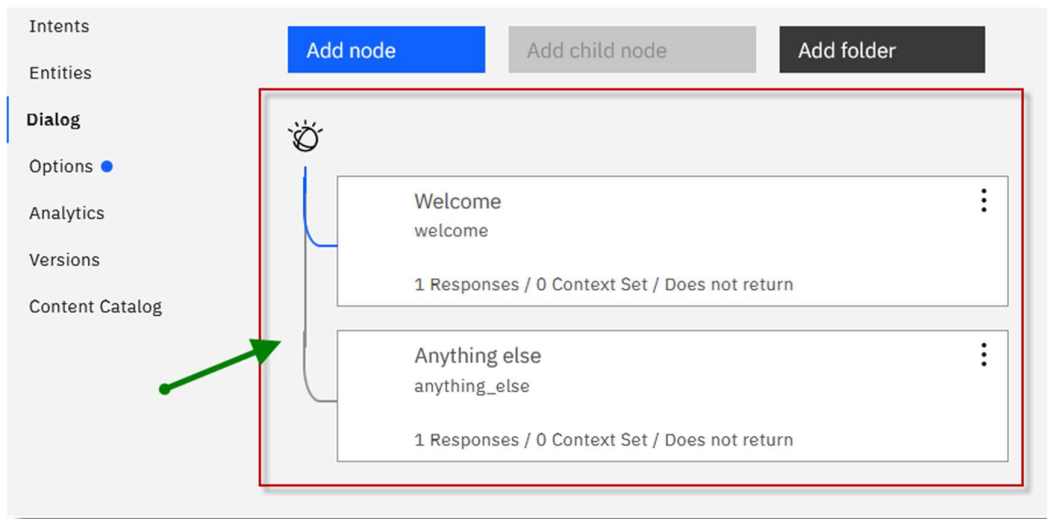 Intents
Entities
Dialog
Options
Analytics
Versions
Content Catalog
Add node
Add child node
Add folder
Welcome
welcome
1 Responses / 0 Context Set / Does not return
Anything else
anything_else
1 Responses / 0 Context Set / Does not return